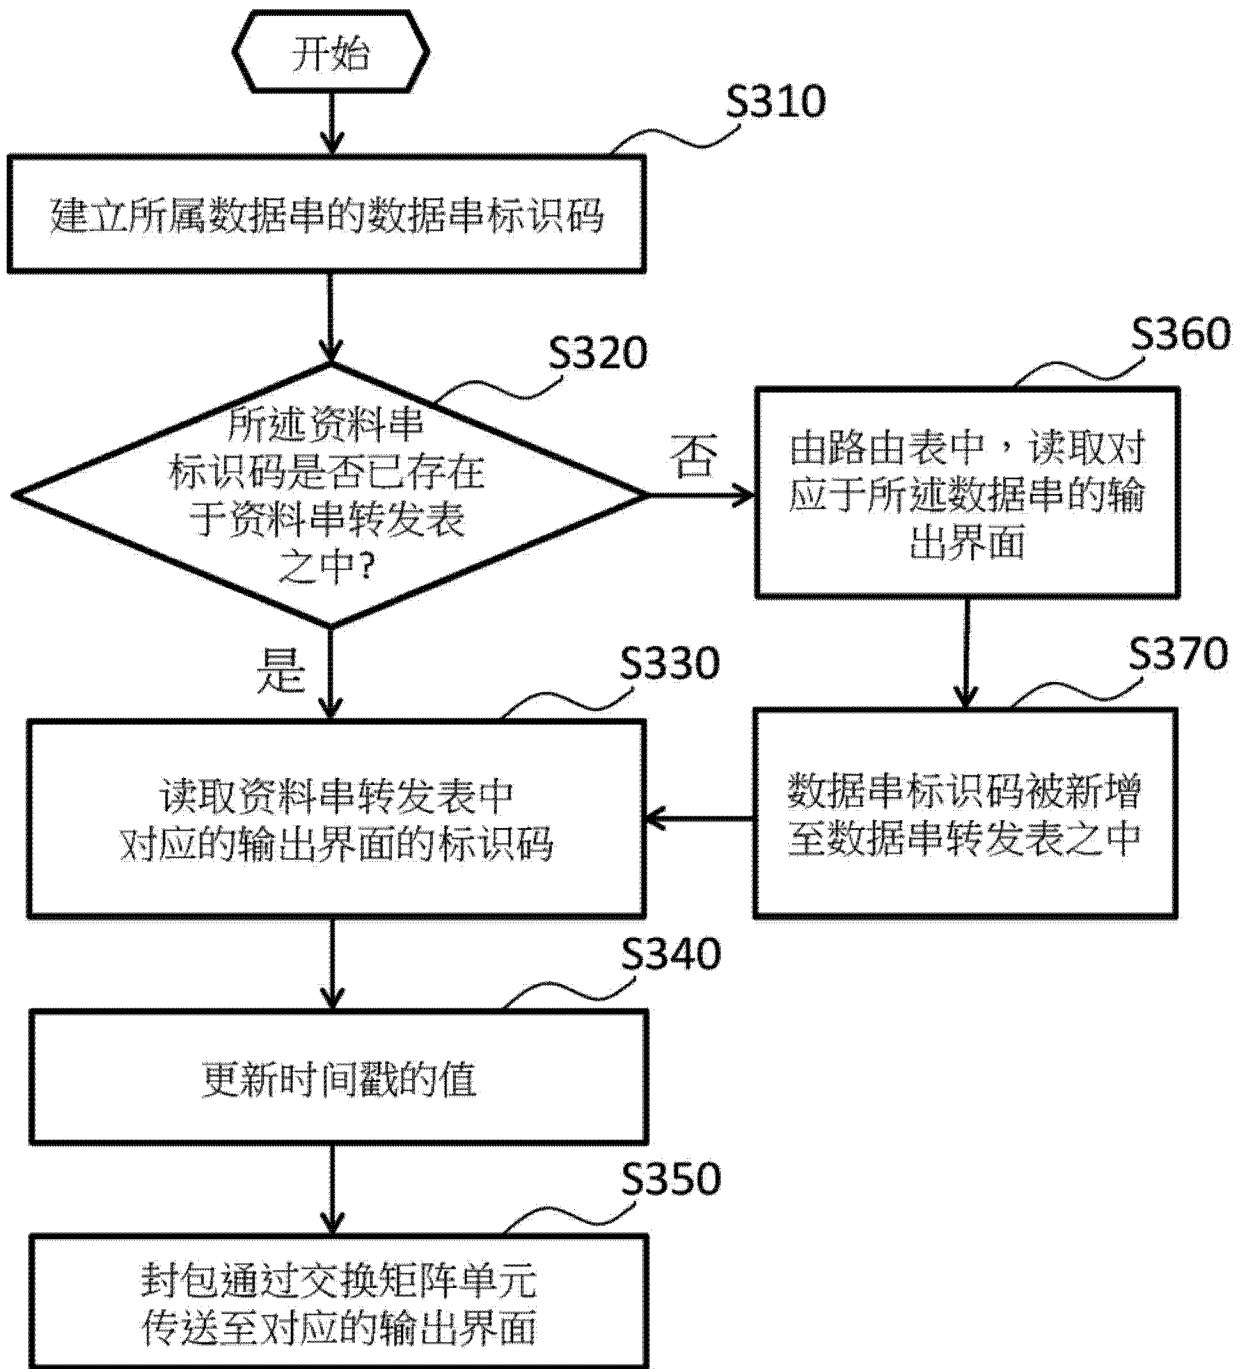 开始
S310
建立所属数据串的数据串标识码
S320
所述资料串
标识码是否已存在
于资料串转发表
之中?
否
S360
由路由表中，读取对
应于所述数据串的输
出界面
是
S330
读取资料串转发表中
对应的输出界面的标识码
S370
数据串标识码被新增
至数据串转发表之中
S340
更新时间戳的值
S350
封包通过交换矩阵单元
传送至对应的输出界面